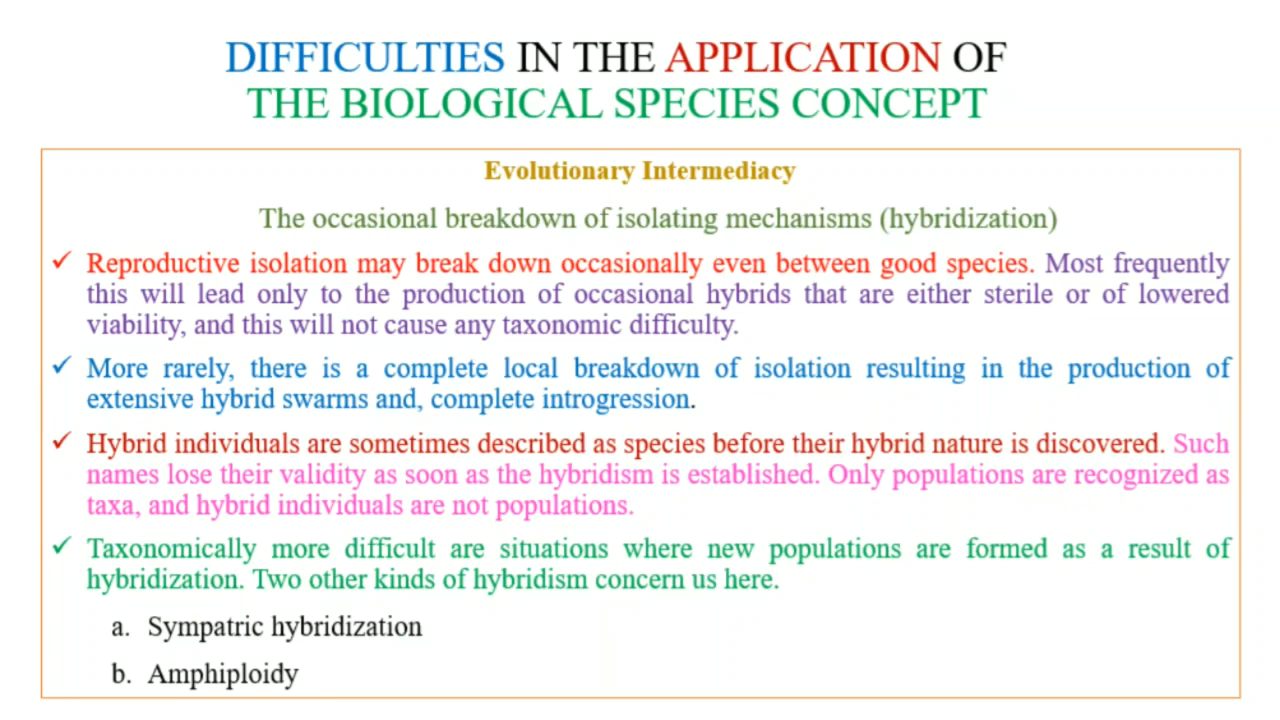 DIFFICULTIES IN THE APPLICATION OF
THE BIOLOGICAL SPECIES CONCEPT
Evolutionary Intermediacy
The occasional breakdown of isolating mechanisms (hybridization)
✓ Reproductive isolation may break down occasionally even between good species. Most frequently
this will lead only to the production of occasional hybrids that are either sterile or of lowered
viability, and this will not cause any taxonomic difficulty.
✓ More rarely, there is a complete local breakdown of isolation resulting in the production of
extensive hybrid swarms and, complete introgression.
✓ Hybrid individuals are sometimes described as species before their hybrid nature is discovered. Such
names lose their validity as soon as the hybridism is established. Only populations are recognized as
taxa, and hybrid individuals are not populations.
✓ Taxonomically more difficult are situations where new populations are formed as a result of
hybridization. Two other kinds of hybridism concern us here.
a. Sympatric hybridization
b. Amphiploidy